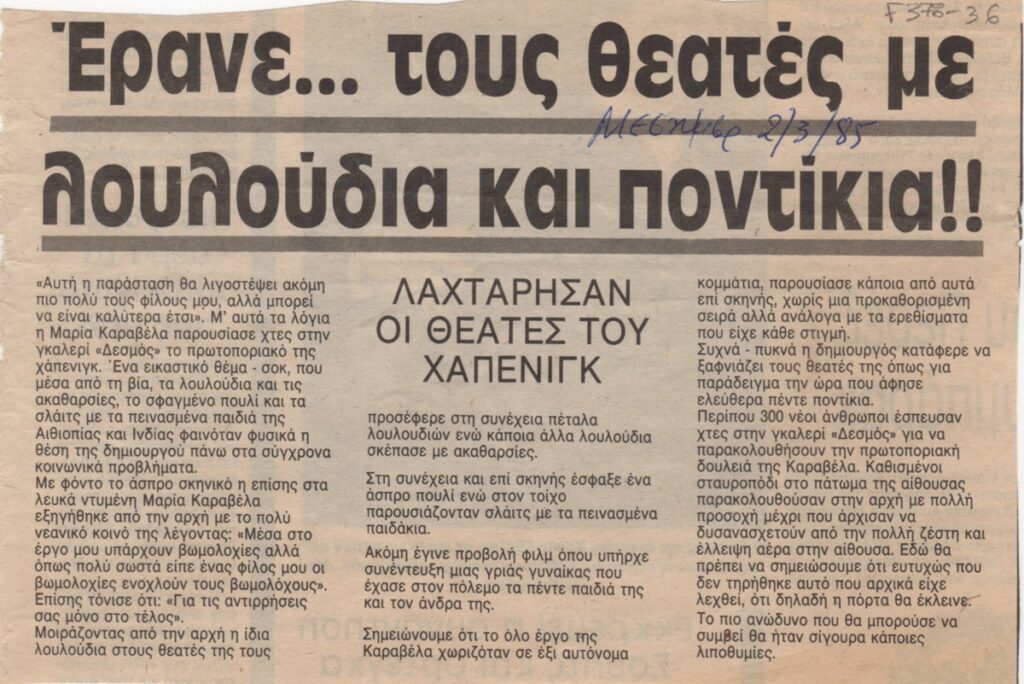 F376-36
Έρανε... τους θεατές με
Μεσημβρ 2/3/85
λουλούδια και ποντίκια!!
«Αυτή η παράσταση θα λιγοστέψει ακόμη
πιο πολύ τους φίλους μου, αλλά μπορεί
να είναι καλύτερα έτσι». Μ' αυτά τα λόγια
η Μαρία Καραβέλα παρουσίασε χτες στην
γκαλερί «Δεσμός» το πρωτοποριακό της
χάπενιγκ. Ένα εικαστικό θέμα - σοκ, που
μέσα από τη βία, τα λουλούδια και τις
ακαθαρσίες, το σφαγμένο πουλί και τα
σλάιτς με τα πεινασμένα παιδιά της
Αιθιοπίας και Ινδίας φαινόταν φυσικά η
θέση της δημιουργού πάνω στα σύγχρονα
κοινωνικά προβλήματα.
Με φόντο το άσπρο σκηνικό η επίσης στα
λευκά ντυμένη Μαρία Καραβέλα
εξηγήθηκε από την αρχή με το πολύ
νεανικό κοινό της λέγοντας: «Μέσα στο
έργο μου υπάρχουν βωμολοχίες αλλά
όπως πολύ σωστά είπε ένας φίλος μου οι
βωμολοχίες ενοχλούν τους βωμολόχους».
Επίσης τόνισε ότι: «Για τις αντιρρήσεις
σας μόνο στο τέλος».
Μοιράζοντας από την αρχή η ίδια
λουλούδια στους θεατές της τους
ΛΑΧΤΑΡΗΣΑΝ
ΟΙ ΘΕΑΤΕΣ ΤΟΥ
ΧΑΠΕΝΙΓΚ
προσέφερε στη συνέχεια πέταλα
λουλουδιών ενώ κάποια άλλα λουλούδια
σκέπασε με ακαθαρσίες.
Στη συνέχεια και επί σκηνής έσφαξε ένα
άσπρο πουλί ενώ στον τοίχο
παρουσιάζονταν σλάιτς με τα πεινασμένα
παιδάκια.
Ακόμη έγινε προβολή φιλμ όπου υπήρχε
συνέντευξη μιας γριάς γυναίκας που
έχασε στον πόλεμο τα πέντε παιδιά της
και τον άνδρα της.
Σημειώνουμε ότι το όλο έργο της
Καραβέλα χωριζόταν σε έξι αυτόνομα
κομμάτια, παρουσίασε κάποια από αυτά
επί σκηνής, χωρίς μια προκαθορισμένη
σειρά αλλά ανάλογα με τα ερεθίσματα
που είχε κάθε στιγμή.
Συχνά - πυκνά η δημιουργός κατάφερε να
ξαφνιάζει τους θεατές της όπως για
παράδειγμα την ώρα που άφησε
ελεύθερα πέντε ποντίκια.
Περίπου 300 νέοι άνθρωποι έσπευσαν
χτες στην γκαλερί «Δεσμός» για να
παρακολουθήσουν την πρωτοποριακή
δουλειά της Καραβέλα. Καθισμένοι
σταυροπόδι στο πάτωμα της αίθουσας
παρακολουθούσαν στην αρχή με πολλή
προσοχή μέχρι που άρχισαν να
δυσανασχετούν από την πολλή ζέστη και
έλλειψη αέρα στην αίθουσα. Εδώ θα
πρέπει να σημειώσουμε ότι ευτυχώς που
δεν τηρήθηκε αυτό που αρχικά είχε
λεχθεί, ότι δηλαδή η πόρτα θα έκλεινε.
Το πιο ανώδυνο που θα μπορούσε να
συμβεί θα ήταν σίγουρα κάποιες
λιποθυμίες.